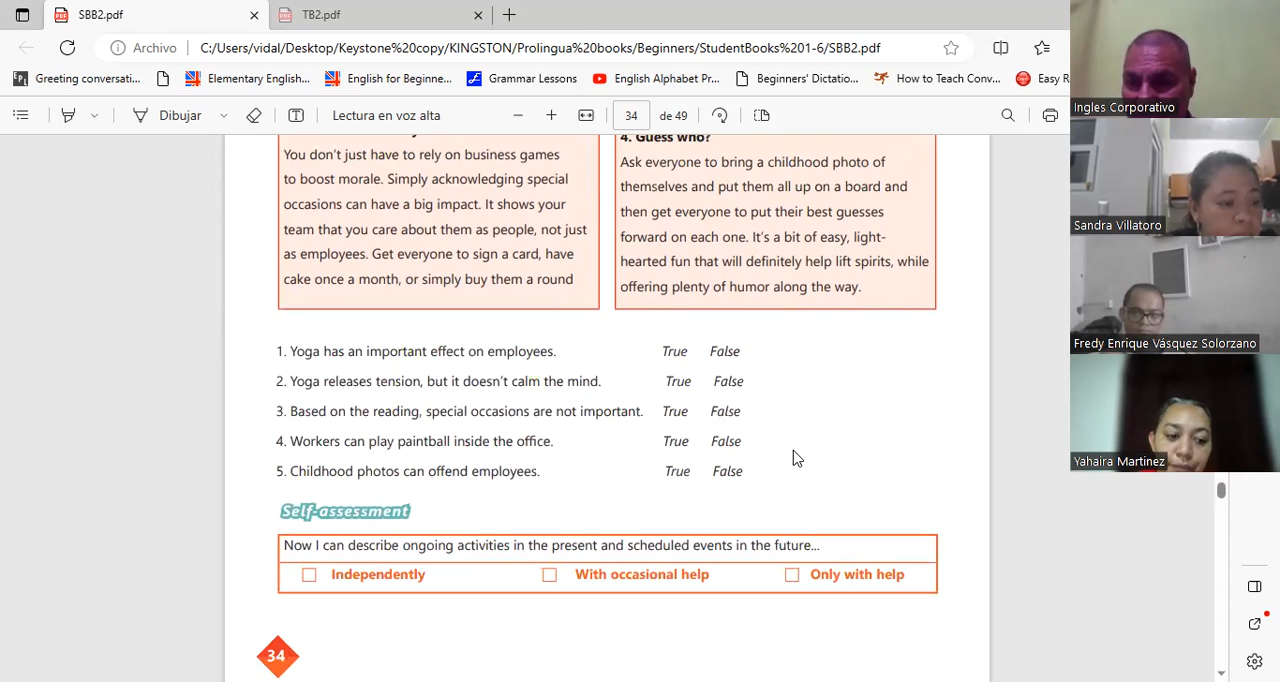 SBB2.pdf
TB2.pdf
Archivo
C:/Users/vidal/Desktop/Keystone%20copy/KINGSTON/Prolingua%20books/Beginners/StudentBooks%201-6/SBB2.pdf
Greeting conversati...
Elementary English...
English for Beginne...
Grammar Lessons
English Alphabet Pr...
Beginners' Dictatio...
How to Teach Conv...
Easy R
Dibujar
Lectura en voz alta
34
de 49
You don't just have to rely on business games
to boost morale. Simply acknowledging special
occasions can have a big impact. It shows your
team that you care about them as people, not just
as employees. Get everyone to sign a card, have
cake once a month, or simply buy them a round
4. Guess who?
Ask everyone to bring a childhood photo of
themselves and put them all up on a board and
then get everyone to put their best guesses
forward on each one. It's a bit of easy, light-
hearted fun that will definitely help lift spirits, while
offering plenty of humor along the way.
1. Yoga has an important effect on employees. True False
2. Yoga releases tension, but it doesn't calm the mind. True False
3. Based on the reading, special occasions are not important. True False
4. Workers can play paintball inside the office. True False
5. Childhood photos can offend employees. True False
Self-assessment
Now I can describe ongoing activities in the present and scheduled events in the future...
Independently
With occasional help
Only with help
34
Ingles Corporativo
Sandra Villatoro
Fredy Enrique Vásquez Solorzano
Yahaira Martinez